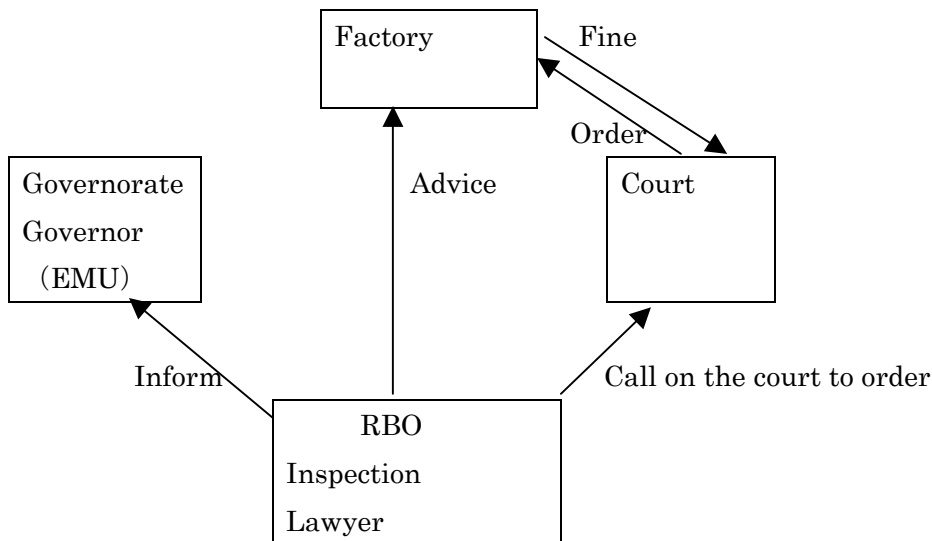 Factory
Fine
Order
Governorate
Governor
（EMU）
Advice
Court
Inform
Call on the court to order
RBO
Inspection
Lawyer